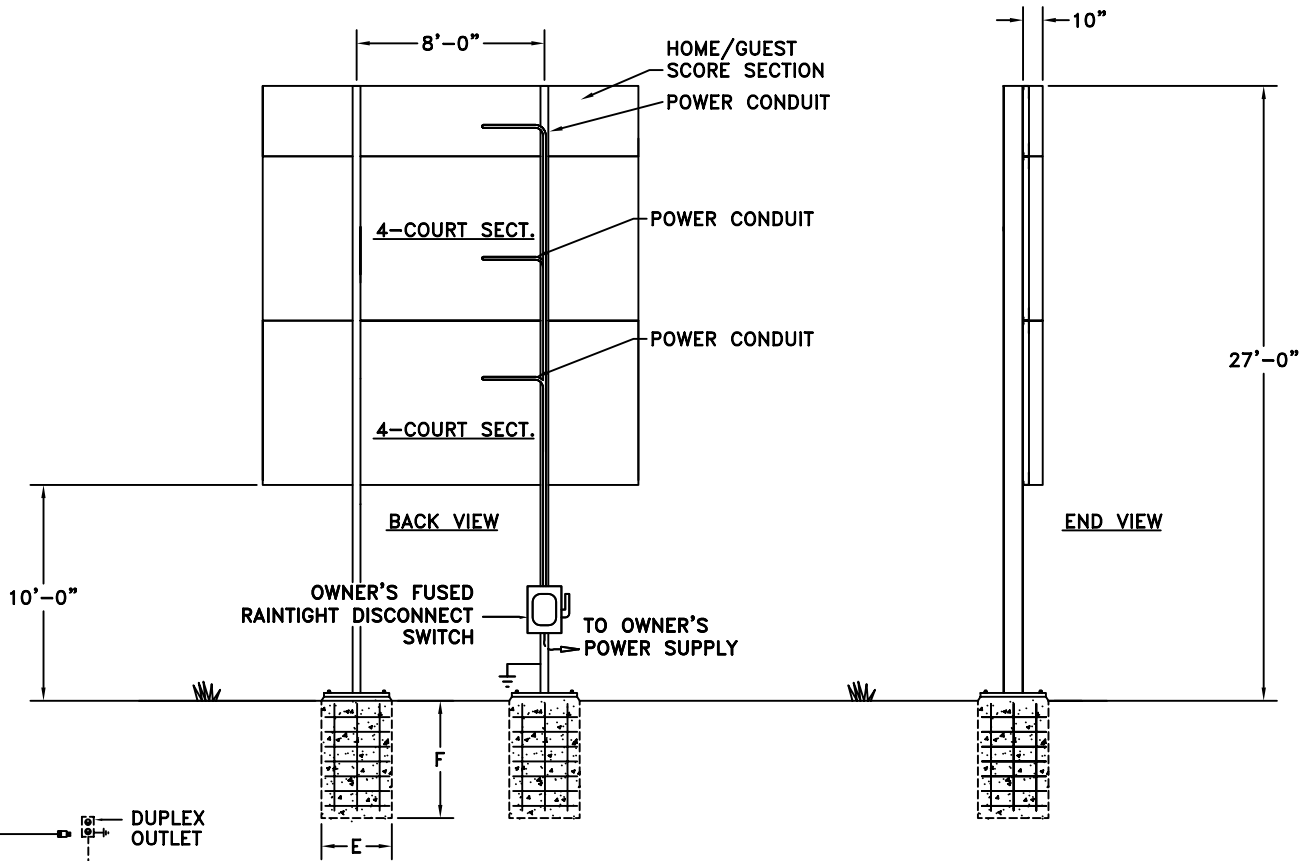 8'-0"
10"
HOME/GUEST
SCORE SECTION
POWER CONDUIT
4-COURT SECT.
POWER CONDUIT
POWER CONDUIT
27'-0"
4-COURT SECT.
BACK VIEW
END VIEW
10'-0"
OWNER'S FUSED
RAINTIGHT DISCONNECT
SWITCH
TO OWNER'S
POWER SUPPLY
F
DUPLEX
OUTLET
E